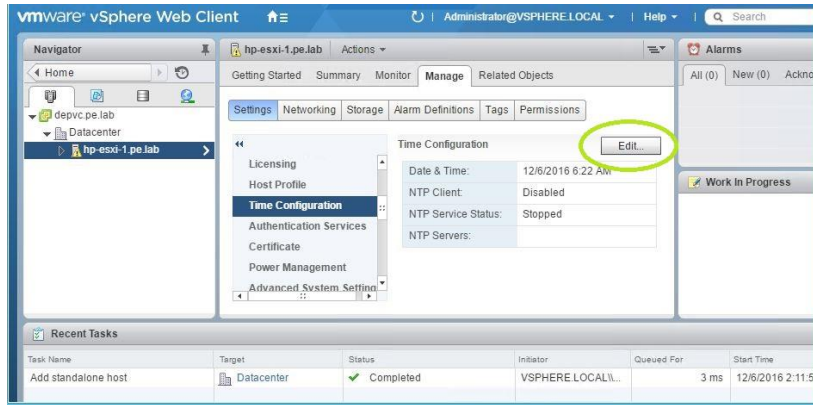 vmware® vSphere Web Client
Administrator@VSPHERE.LOCAL
Help
Search
Navigator
Home
depvc.pe.lab
Datacenter
hp-esxi-1.pe.lab
hp-esxi-1.pe.lab Actions
Getting Started Summary Monitor Manage Related Objects
Settings Networking Storage Alarm Definitions Tags Permissions
Licensing
Host Profile
Time Configuration
Authentication Services
Certificate
Power Management
Advanced System Setting
Time Configuration
Edit...
Date & Time: 12/6/2016 6:22 AM
NTP Client: Disabled
NTP Service Status: Stopped
NTP Servers:
Alarms
All (0) New (0) Ackno
Work In Progress
Recent Tasks
Task Name Target Status Initiator Queued For Start Time
Add standalone host Datacenter Completed VSPHERE.LOCAL\\... 3 ms 12/6/2016 2:11:5